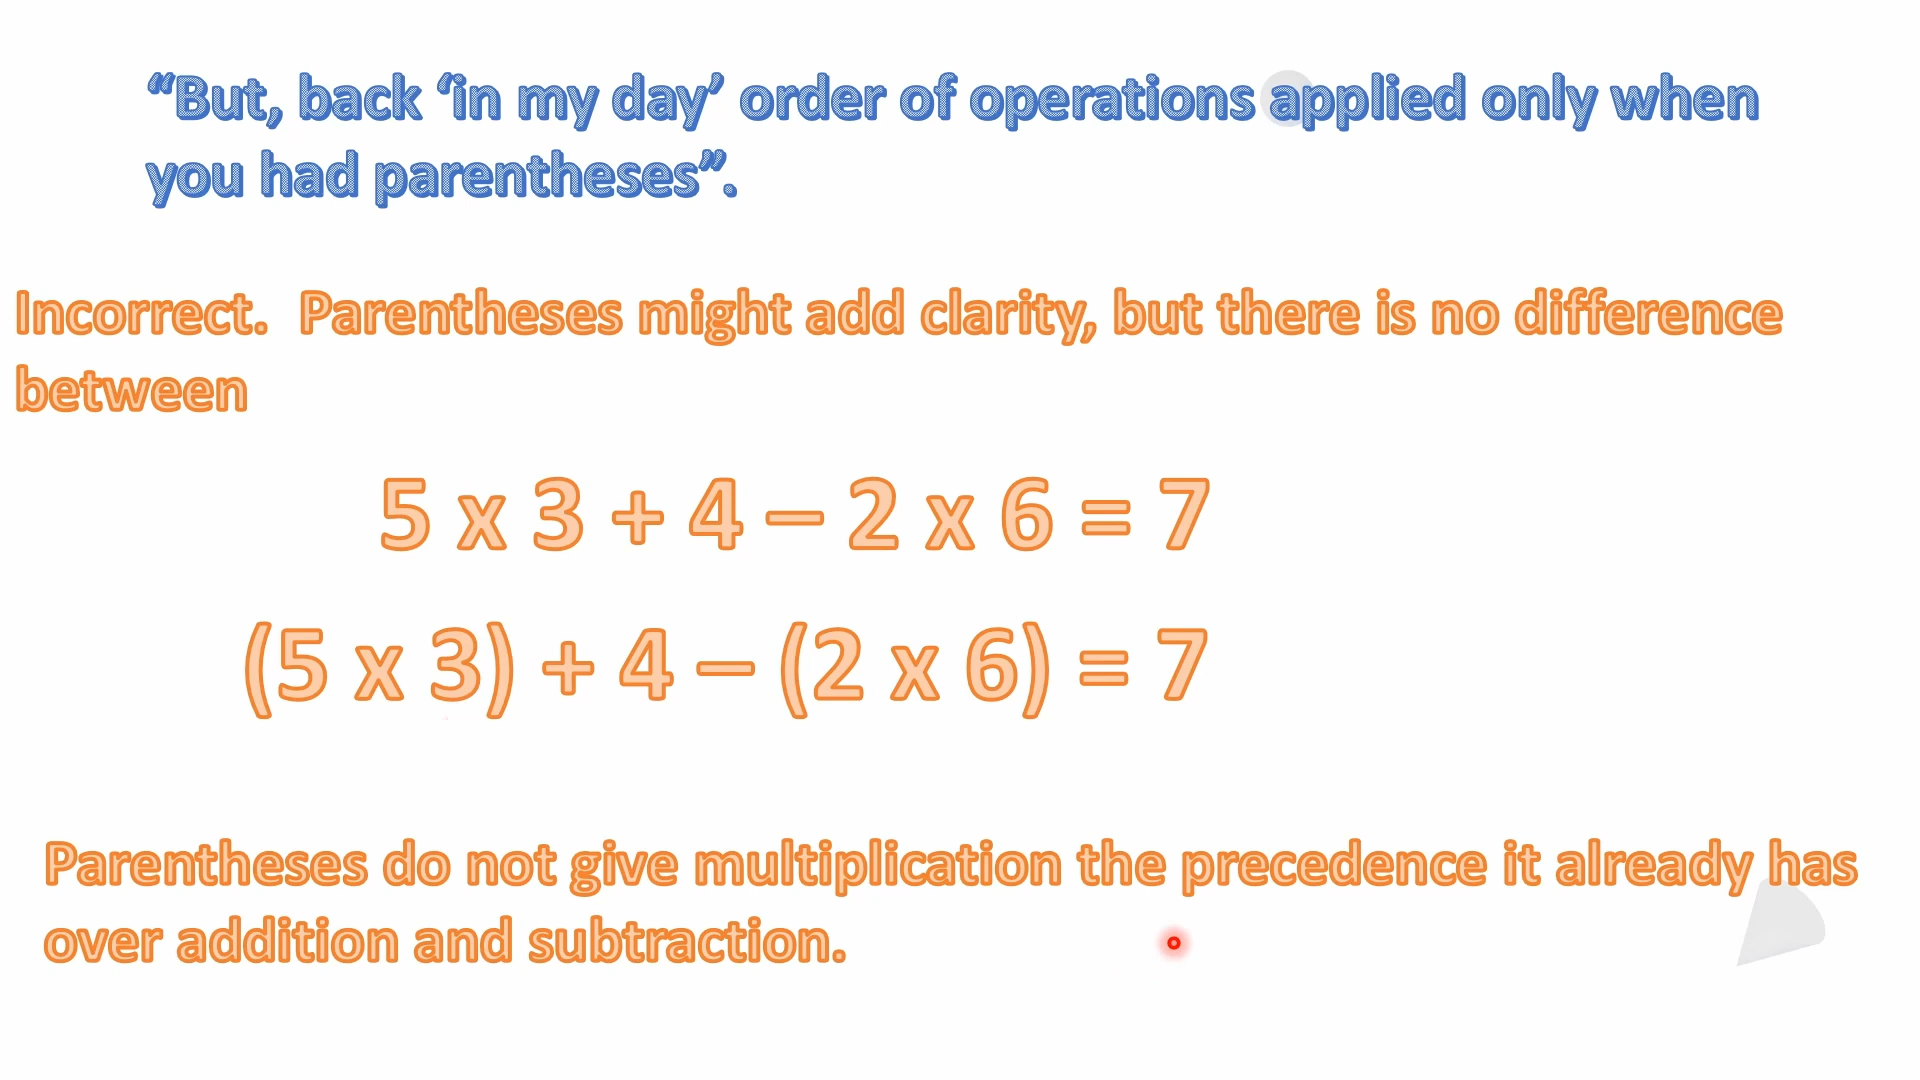 “But, back ‘in my day’ order of operations applied only when
you had parentheses”.
Incorrect.  Parentheses might add clarity, but there is no difference
between
5 x 3 + 4 – 2 x 6 = 7
(5 x 3) + 4 – (2 x 6) = 7
Parentheses do not give multiplication the precedence it already has
over addition and subtraction.